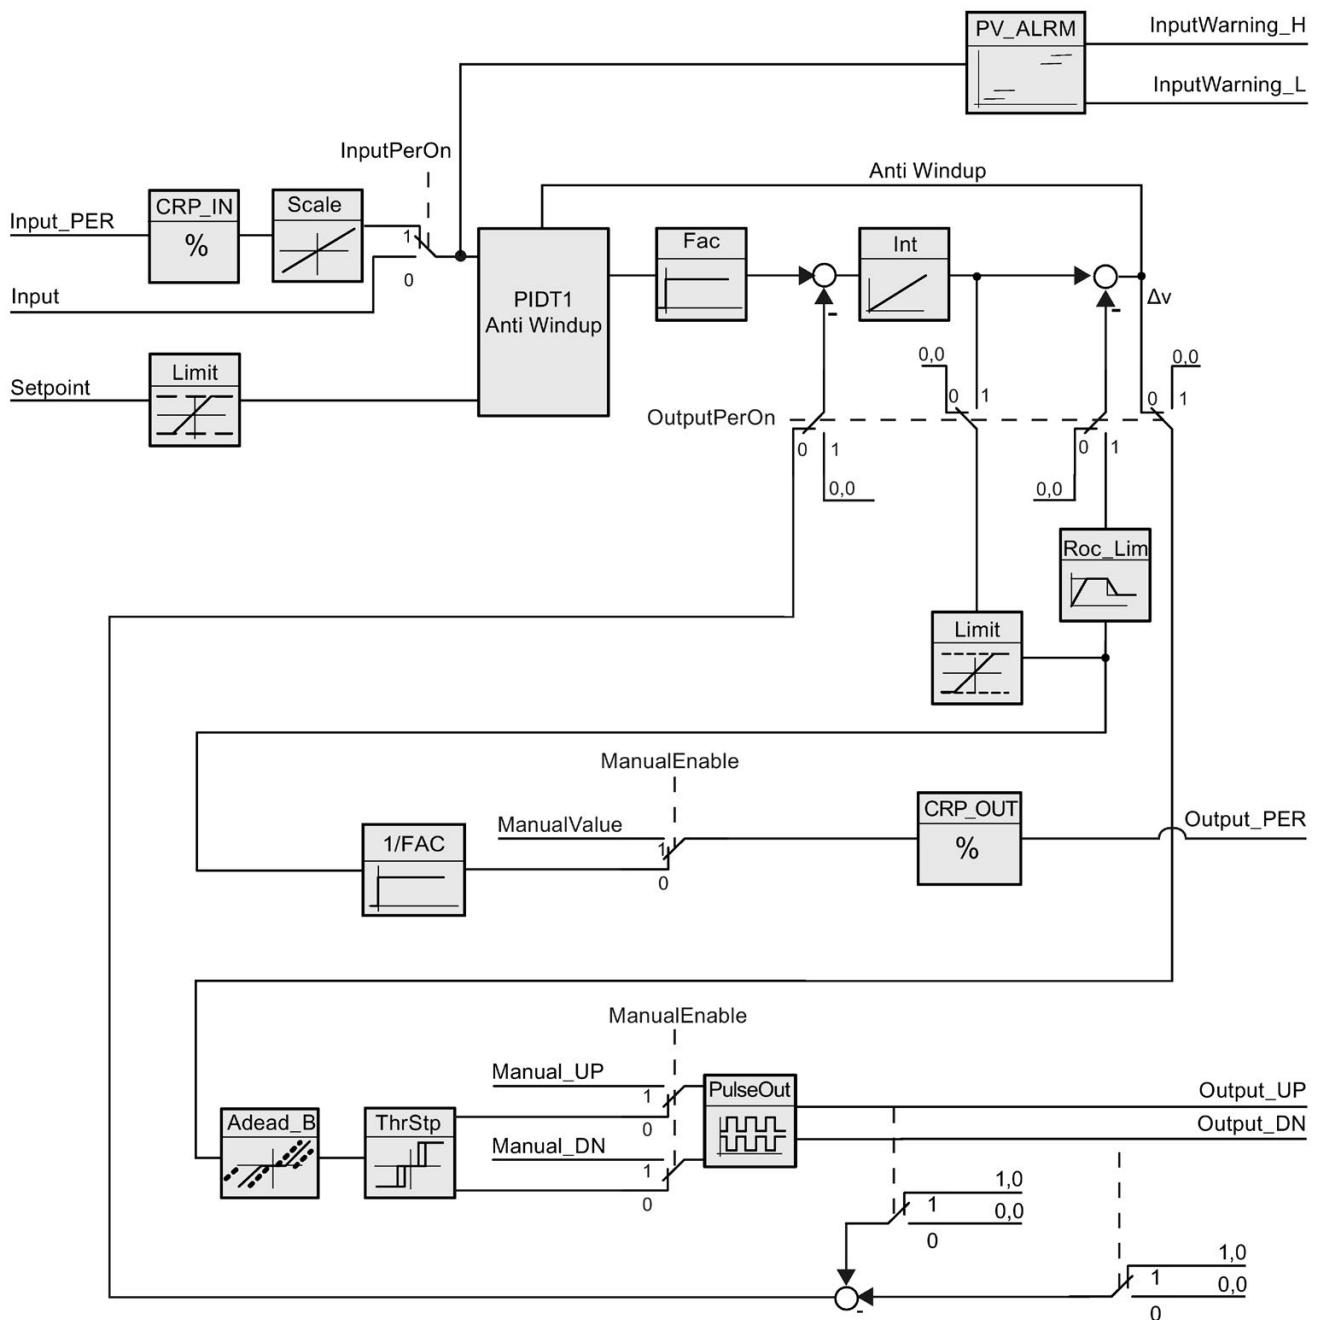 PV_ALRM
InputWarning_H
InputWarning_L
InputPerOn
Anti Windup
Input_PER
CRP_IN
%
Scale
1
0
Input
PIDT1
Anti Windup
Fac
-
Int
-
Δv
Setpoint
Limit
0,0
0,0
0
1
0
1
OutputPerOn
0
1
0
1
0,0
0,0
Roc_Lim
Limit
ManualEnable
ManualValue
1
0
1/FAC
CRP_OUT
%
Output_PER
ManualEnable
Manual_UP
1
0
PulseOut
Output_UP
Output_DN
Adead_B
ThrStp
Manual_DN
1
0
1,0
1
0,0
0
1,0
1
0,0
0
-